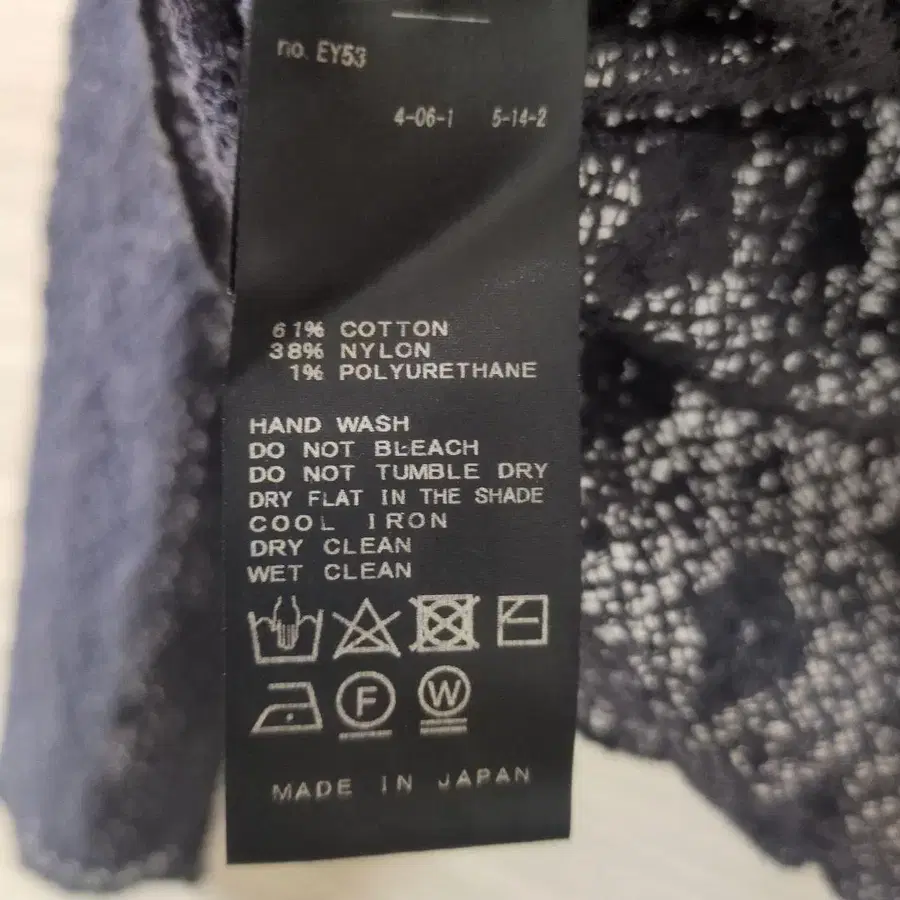 no. EY53
4-06-1 5-14-2
61% COTTON
38% NYLON
1% POLYURETHANE
HAND WASH
DO NOT BLEACH
DO NOT TUMBLE DRY
DRY FLAT IN THE SHADE
COOL IRON
DRY CLEAN
WET CLEAN
F W
MADE IN JAPAN